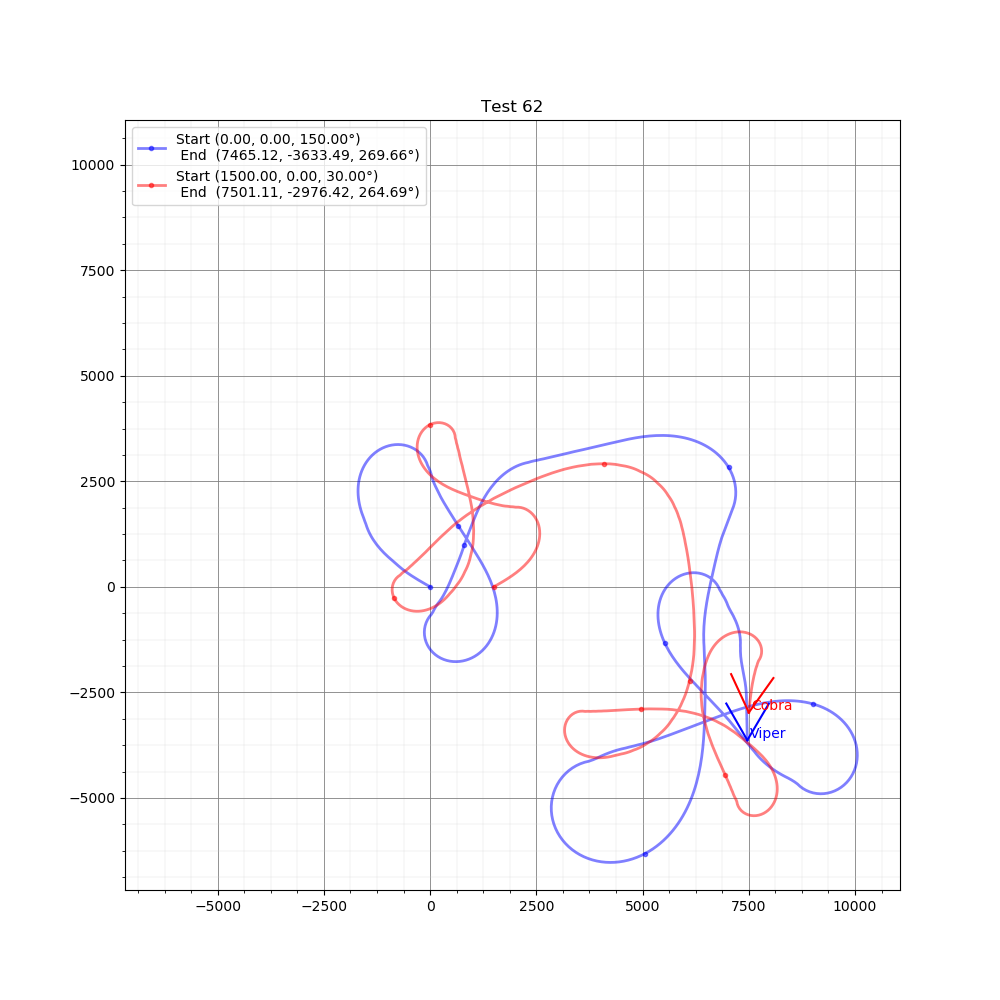 Test 62
Start (0.00, 0.00, 150.00°)
End (7465.12, -3633.49, 269.66°)
Start (1500.00, 0.00, 30.00°)
End (7501.11, -2976.42, 264.69°)
10000
7500
5000
2500
0
−2500
−5000
Cobra
Viper
−5000
−2500
0
2500
5000
7500
10000